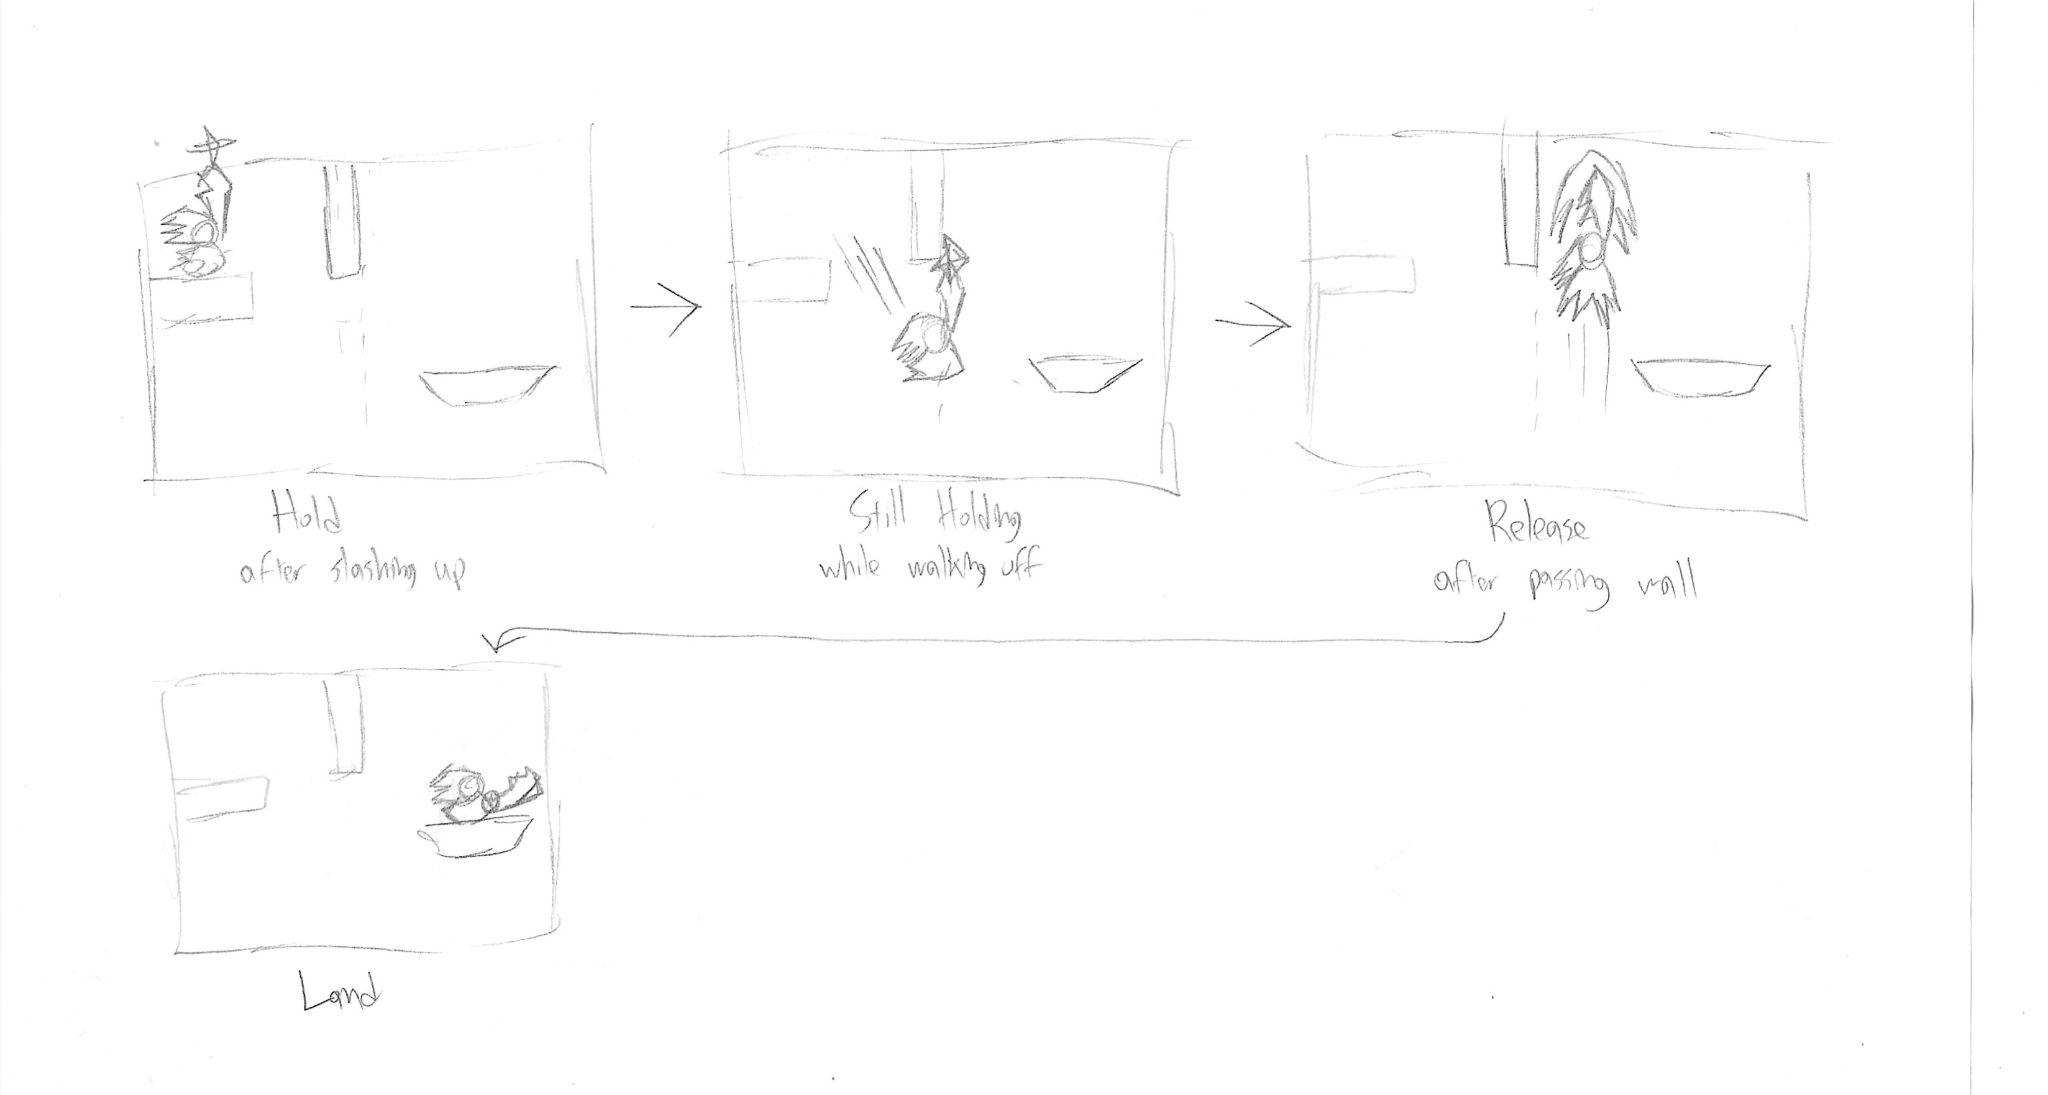 Hold
after slashing up
Still Holding
while walking off
Release
after passing wall
Land